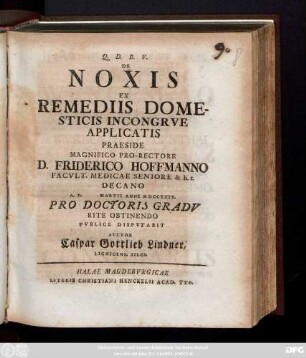 Q. D. B. V.
DE
NOXIS
EX
REMEDIIS DOME-
STICIS INCONGRVE
APPLICATIS
PRAESIDE
MAGNIFICO PRO-RECTORE
D. FRIDERICO HOFFMANNO
FACVLT. MEDICAE SENIORE & h.t.
DECANO
MARTII ANNI MDCCXXIX.
PRO DOCTORIS GRADV
RITE OBTINENDO
PVBLICE DISPVTABIT
AVCTOR
Caspar Gottlieb Lindner,
LIGNICENS. SILES.
HALAE MAGDEBVRGICAE
LITERIS CHRISTIANI HENCKELII ACAD. TYP.